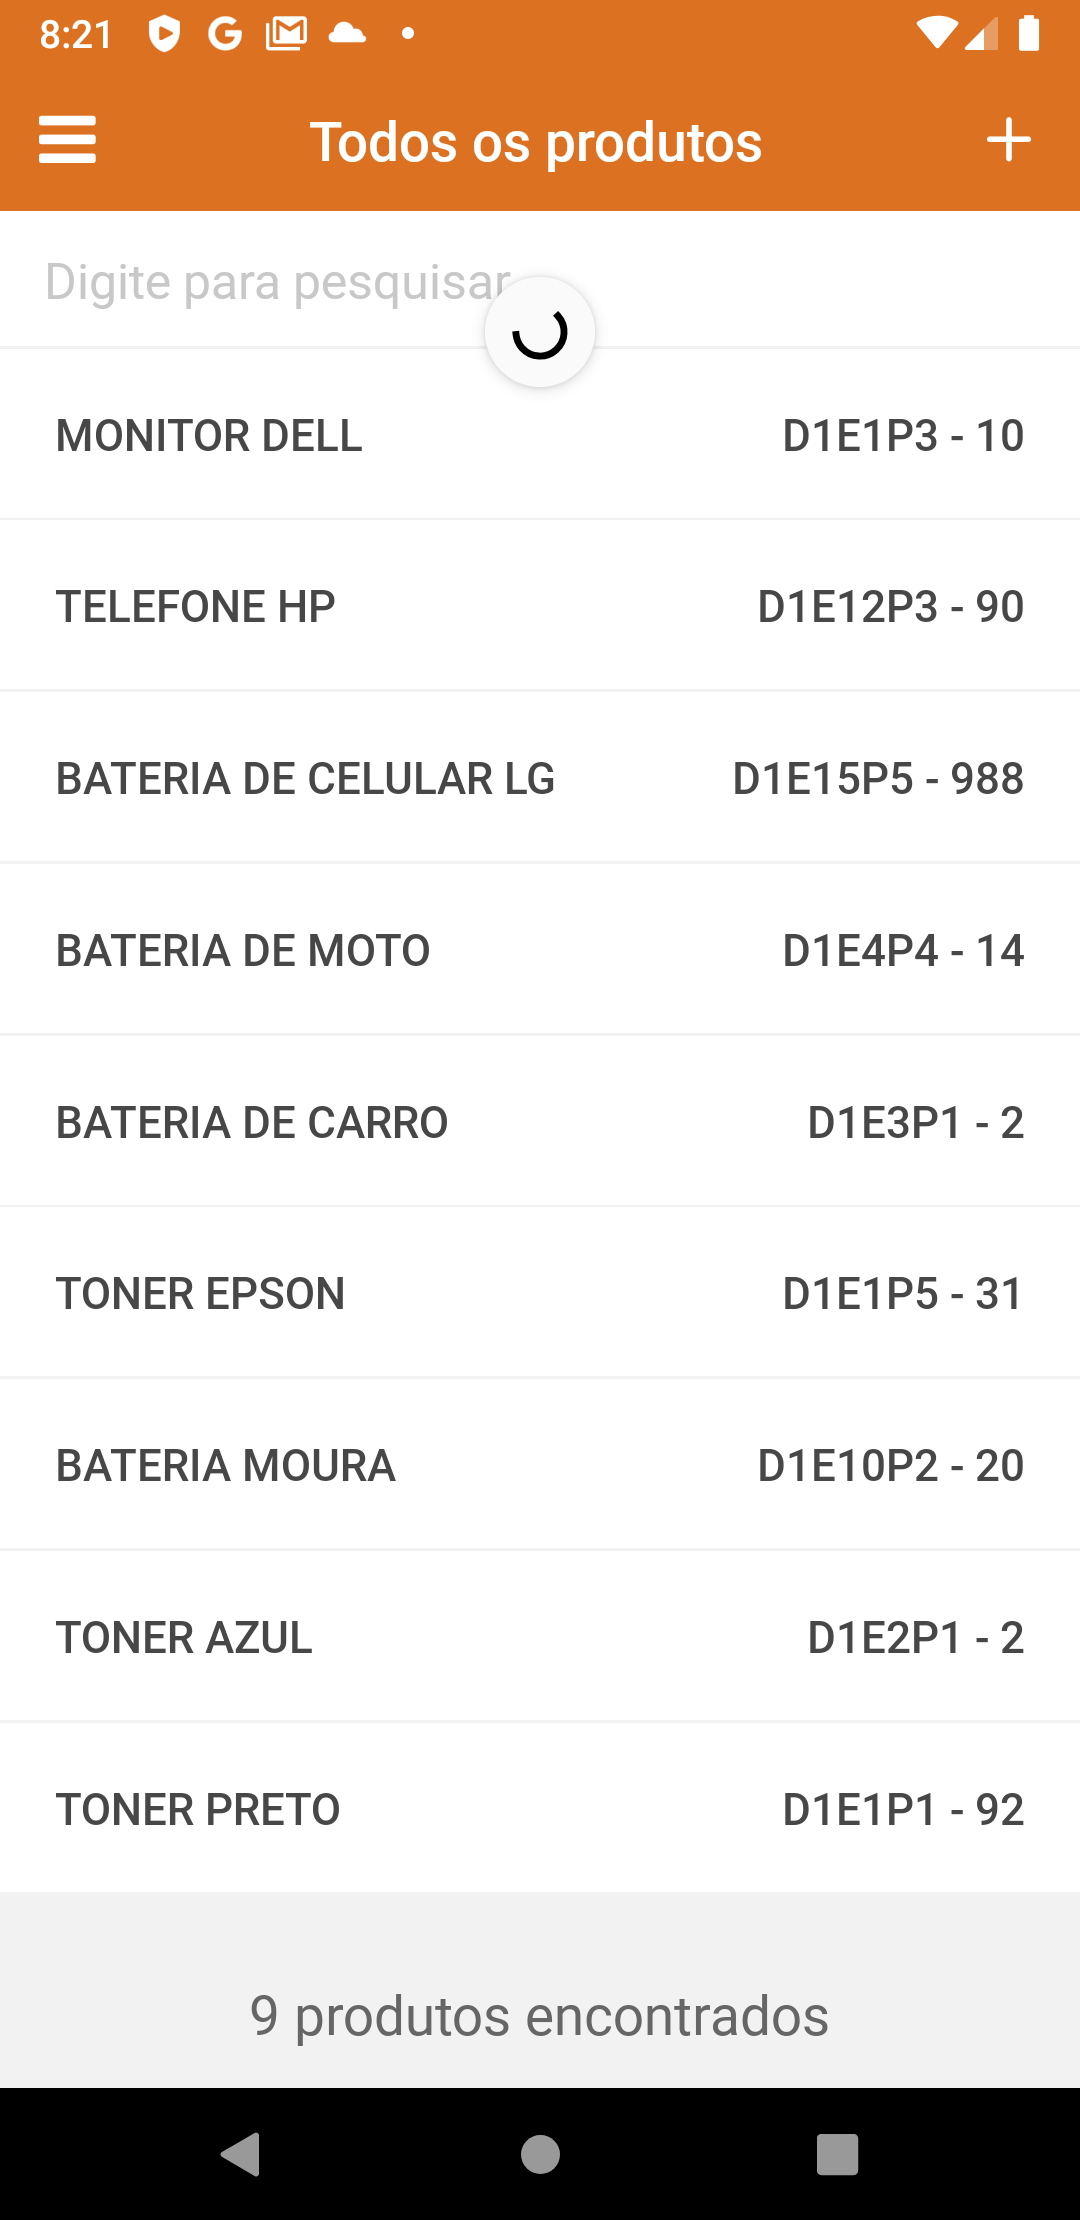 8:21
Todos os produtos
Digite para pesquisar
MONITOR DELL D1E1P3 - 10
TELEFONE HP D1E12P3 - 90
BATERIA DE CELULAR LG D1E15P5 - 988
BATERIA DE MOTO D1E4P4 - 14
BATERIA DE CARRO D1E3P1 - 2
TONER EPSON D1E1P5 - 31
BATERIA MOURA D1E10P2 - 20
TONER AZUL D1E2P1 - 2
TONER PRETO D1E1P1 - 92
9 produtos encontrados